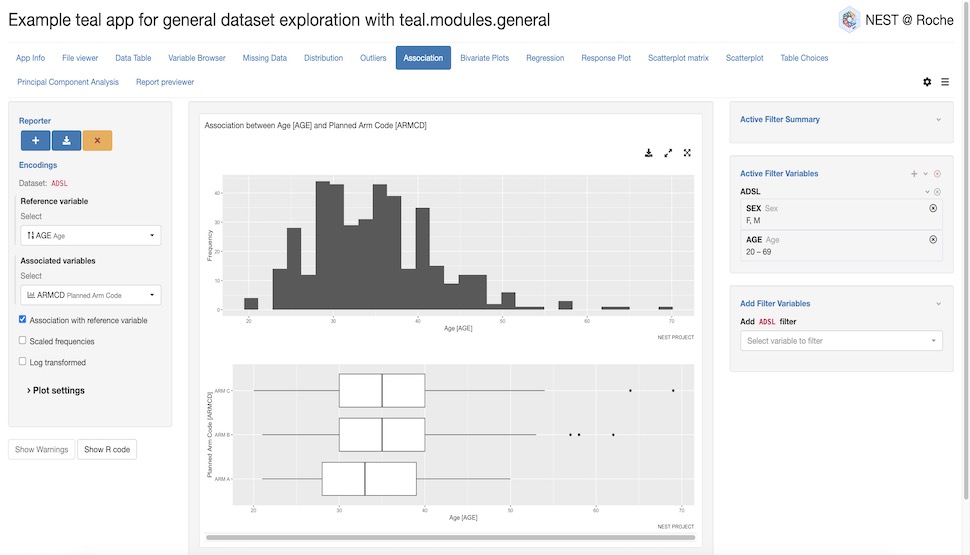 Example teal app for general dataset exploration with teal.modules.general
NEST @ Roche
App Info File viewer Data Table Variable Browser Missing Data Distribution Outliers Association Bivariate Plots Regression Response Plot Scatterplot matrix Scatterplot Table Choices
Principal Component Analysis Report previewer
Reporter
Encodings
Dataset: ADSL
Reference variable
Select
AGE Age
Associated variables
Select
ARMCD Planned Arm Code
Association with reference variable
Scaled frequencies
Log transformed
Plot settings
Show Warnings Show R code
Association between Age [AGE] and Planned Arm Code [ARMCD]
Frequency
40
30
20
10
0
20 30 40 50 60 70
Age [AGE]
NEST PROJECT
Planned Arm Code [ARMCD]
ARM C
ARM B
ARM A
20 30 40 50 60 70
Age [AGE]
NEST PROJECT
Active Filter Summary
Active Filter Variables
ADSL
SEX Sex
F, M
AGE Age
20 – 69
Add Filter Variables
Add ADSL filter
Select variable to filter